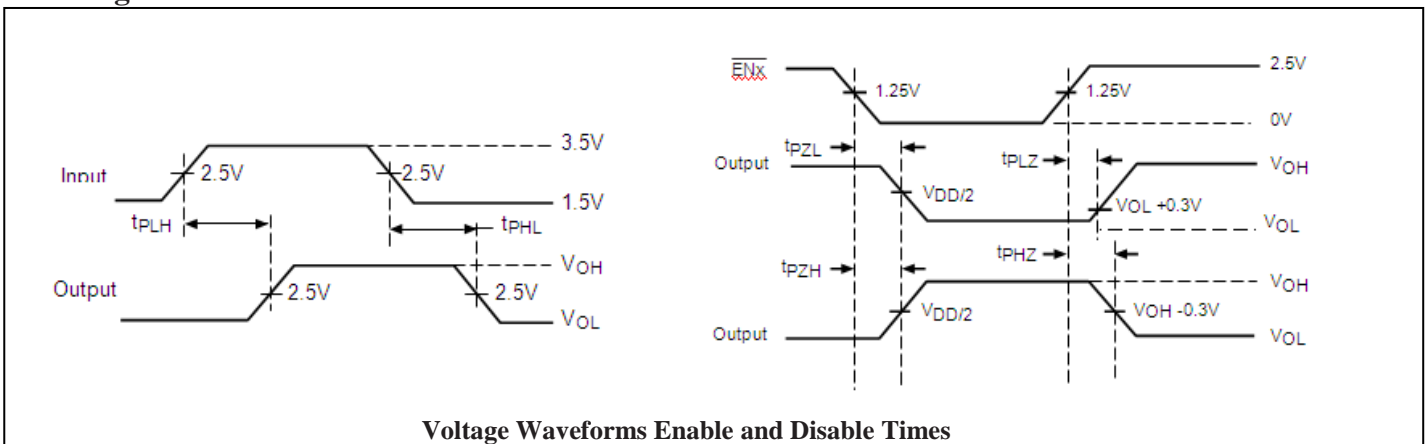 Input
2.5V
2.5V
3.5V
1.5V
tPLH
tPHL
Output
2.5V
2.5V
VOH
VOL
ENx
1.25V
1.25V
2.5V
0V
tPZL
tPLZ
Output
VDD/2
VOL +0.3V
VOH
VOL
tPZH
tPHZ
Output
VDD/2
VOH -0.3V
VOH
VOL
Voltage Waveforms Enable and Disable Times